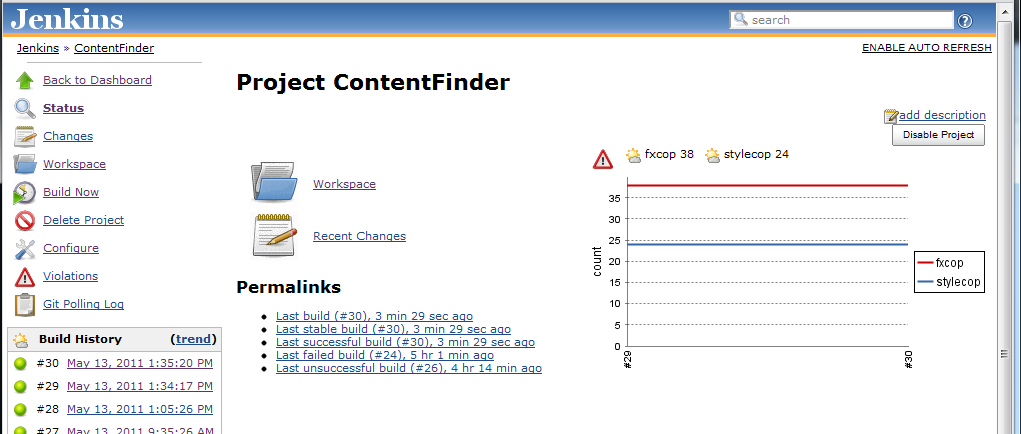 Jenkins
search
?
Jenkins » ContentFinder
ENABLE AUTO REFRESH
Back to Dashboard
Status
Changes
Workspace
Build Now
Delete Project
Configure
Violations
Git Polling Log
Build History (trend)
#30 May 13, 2011 1:35:20 PM
#29 May 13, 2011 1:34:17 PM
#28 May 13, 2011 1:05:26 PM
#27 May 13, 2011 9:35:26 AM
Project ContentFinder
add description
Disable Project
Workspace
Recent Changes
Permalinks
Last build (#30), 3 min 29 sec ago
Last stable build (#30), 3 min 29 sec ago
Last successful build (#30), 3 min 29 sec ago
Last failed build (#24), 5 hr 1 min ago
Last unsuccessful build (#26), 4 hr 14 min ago
fxcop 38 stylecop 24
count
35
30
25
20
15
10
5
0
#29
#30
fxcop
stylecop